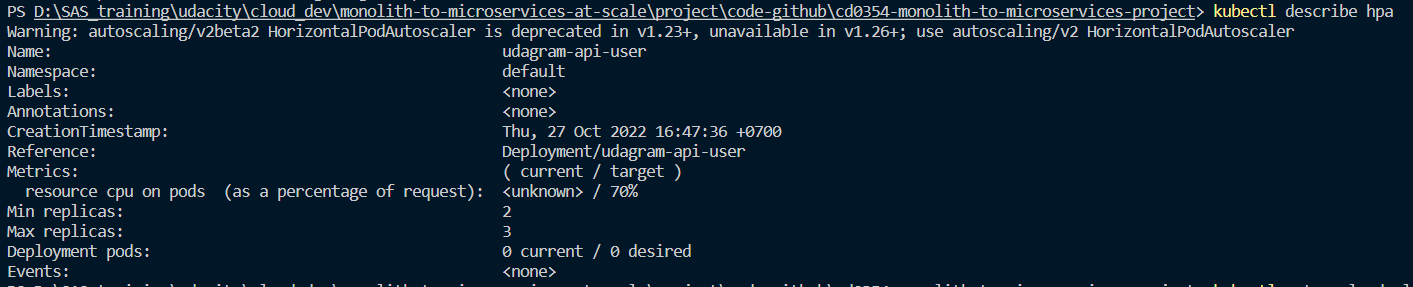 PS D:\SAS_training\udacity\cloud_dev\monolith-to-microservices-at-scale\project\code-github\cd0354-monolith-to-microservices-project> kubectl describe hpa
Warning: autoscaling/v2beta2 HorizontalPodAutoscaler is deprecated in v1.23+, unavailable in v1.26+; use autoscaling/v2 HorizontalPodAutoscaler
Name: udagram-api-user
Namespace: default
Labels: <none>
Annotations: <none>
CreationTimestamp: Thu, 27 Oct 2022 16:47:36 +0700
Reference: Deployment/udagram-api-user
Metrics: ( current / target )
resource cpu on pods (as a percentage of request): <unknown> / 70%
Min replicas: 2
Max replicas: 3
Deployment pods: 0 current / 0 desired
Events: <none>